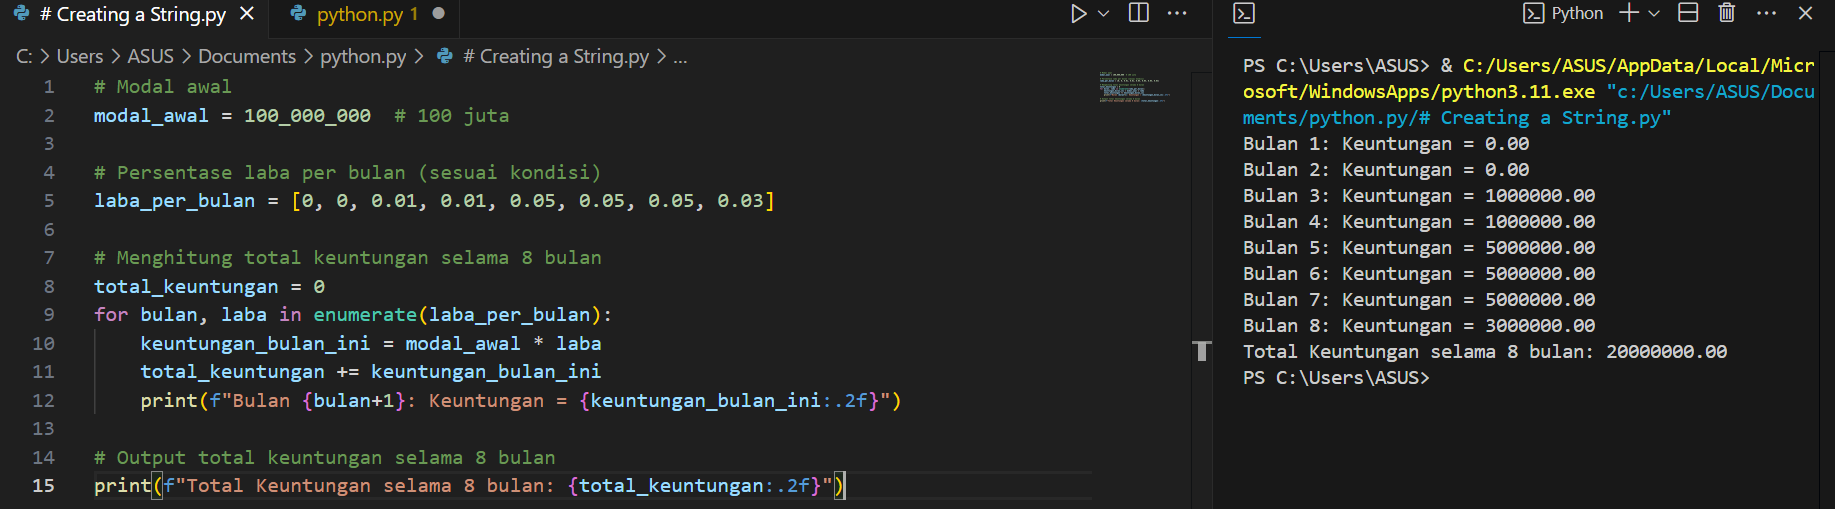 # Creating a String.py
python.py 1
C: > Users > ASUS > Documents > python.py > # Creating a String.py > ...
1 # Modal awal
2 modal_awal = 100_000_000  # 100 juta
3
4 # Persentase laba per bulan (sesuai kondisi)
5 laba_per_bulan = [0, 0, 0.01, 0.01, 0.05, 0.05, 0.05, 0.03]
6
7 # Menghitung total keuntungan selama 8 bulan
8 total_keuntungan = 0
9 for bulan, laba in enumerate(laba_per_bulan):
10     keuntungan_bulan_ini = modal_awal * laba
11     total_keuntungan += keuntungan_bulan_ini
12     print(f"Bulan {bulan+1}: Keuntungan = {keuntungan_bulan_ini:.2f}")
13
14 # Output total keuntungan selama 8 bulan
15 print(f"Total Keuntungan selama 8 bulan: {total_keuntungan:.2f}")
Python
PS C:\Users\ASUS> & C:/Users/ASUS/AppData/Local/Micr
osoft/WindowsApps/python3.11.exe "c:/Users/ASUS/Docu
ments/python.py/# Creating a String.py"
Bulan 1: Keuntungan = 0.00
Bulan 2: Keuntungan = 0.00
Bulan 3: Keuntungan = 1000000.00
Bulan 4: Keuntungan = 1000000.00
Bulan 5: Keuntungan = 5000000.00
Bulan 6: Keuntungan = 5000000.00
Bulan 7: Keuntungan = 5000000.00
Bulan 8: Keuntungan = 3000000.00
Total Keuntungan selama 8 bulan: 20000000.00
PS C:\Users\ASUS>